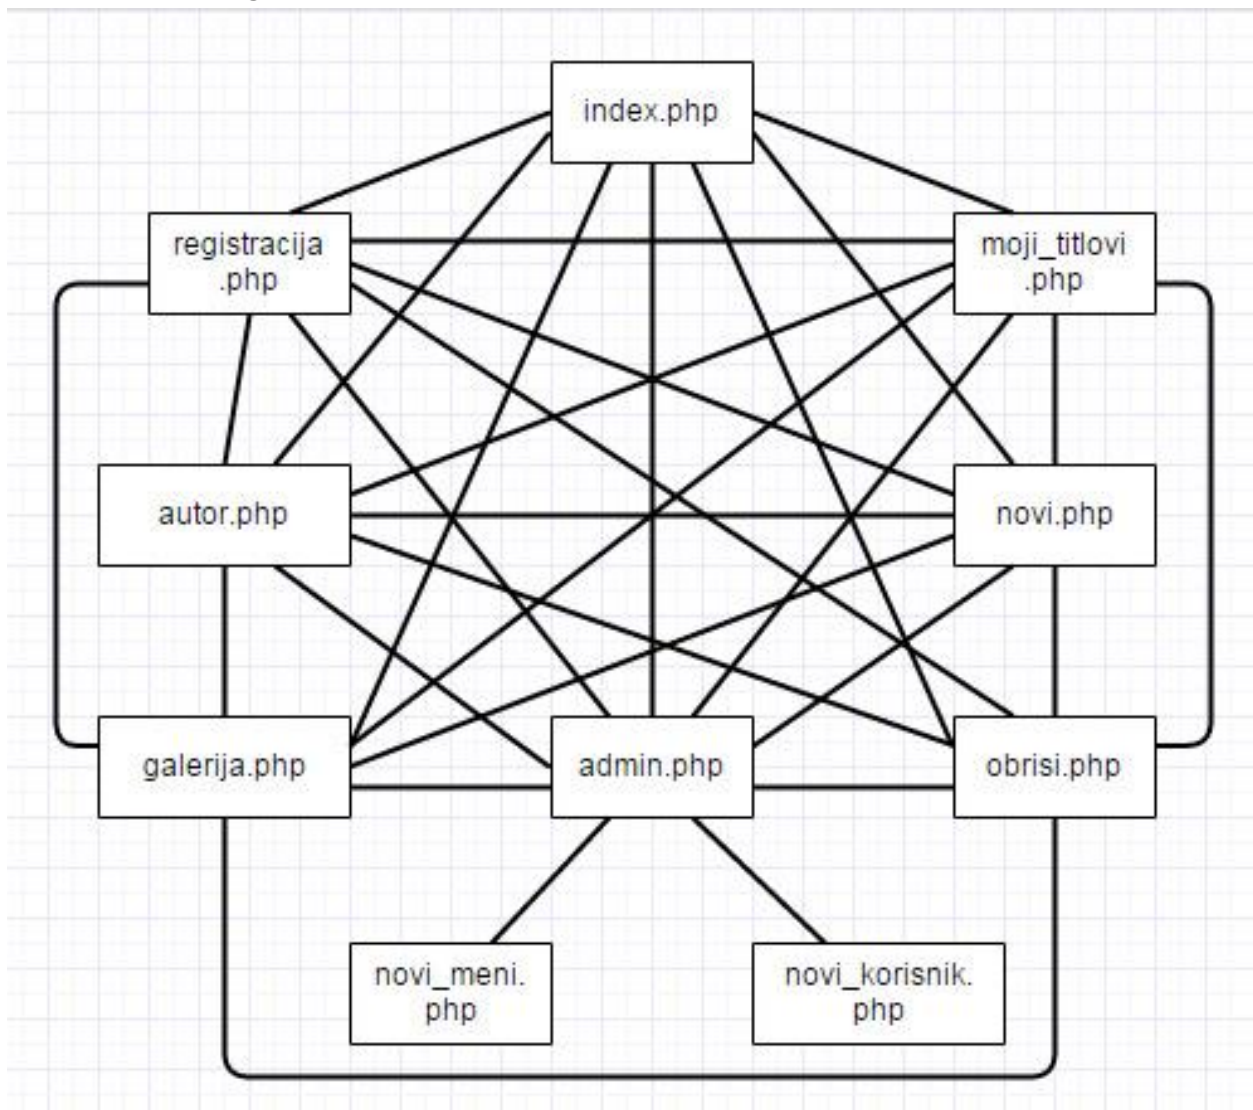 index.php
registracija
.php
moji_titlovi
.php
autor.php
novi.php
galerija.php
admin.php
obrisi.php
novi_meni.
php
novi_korisnik.
php